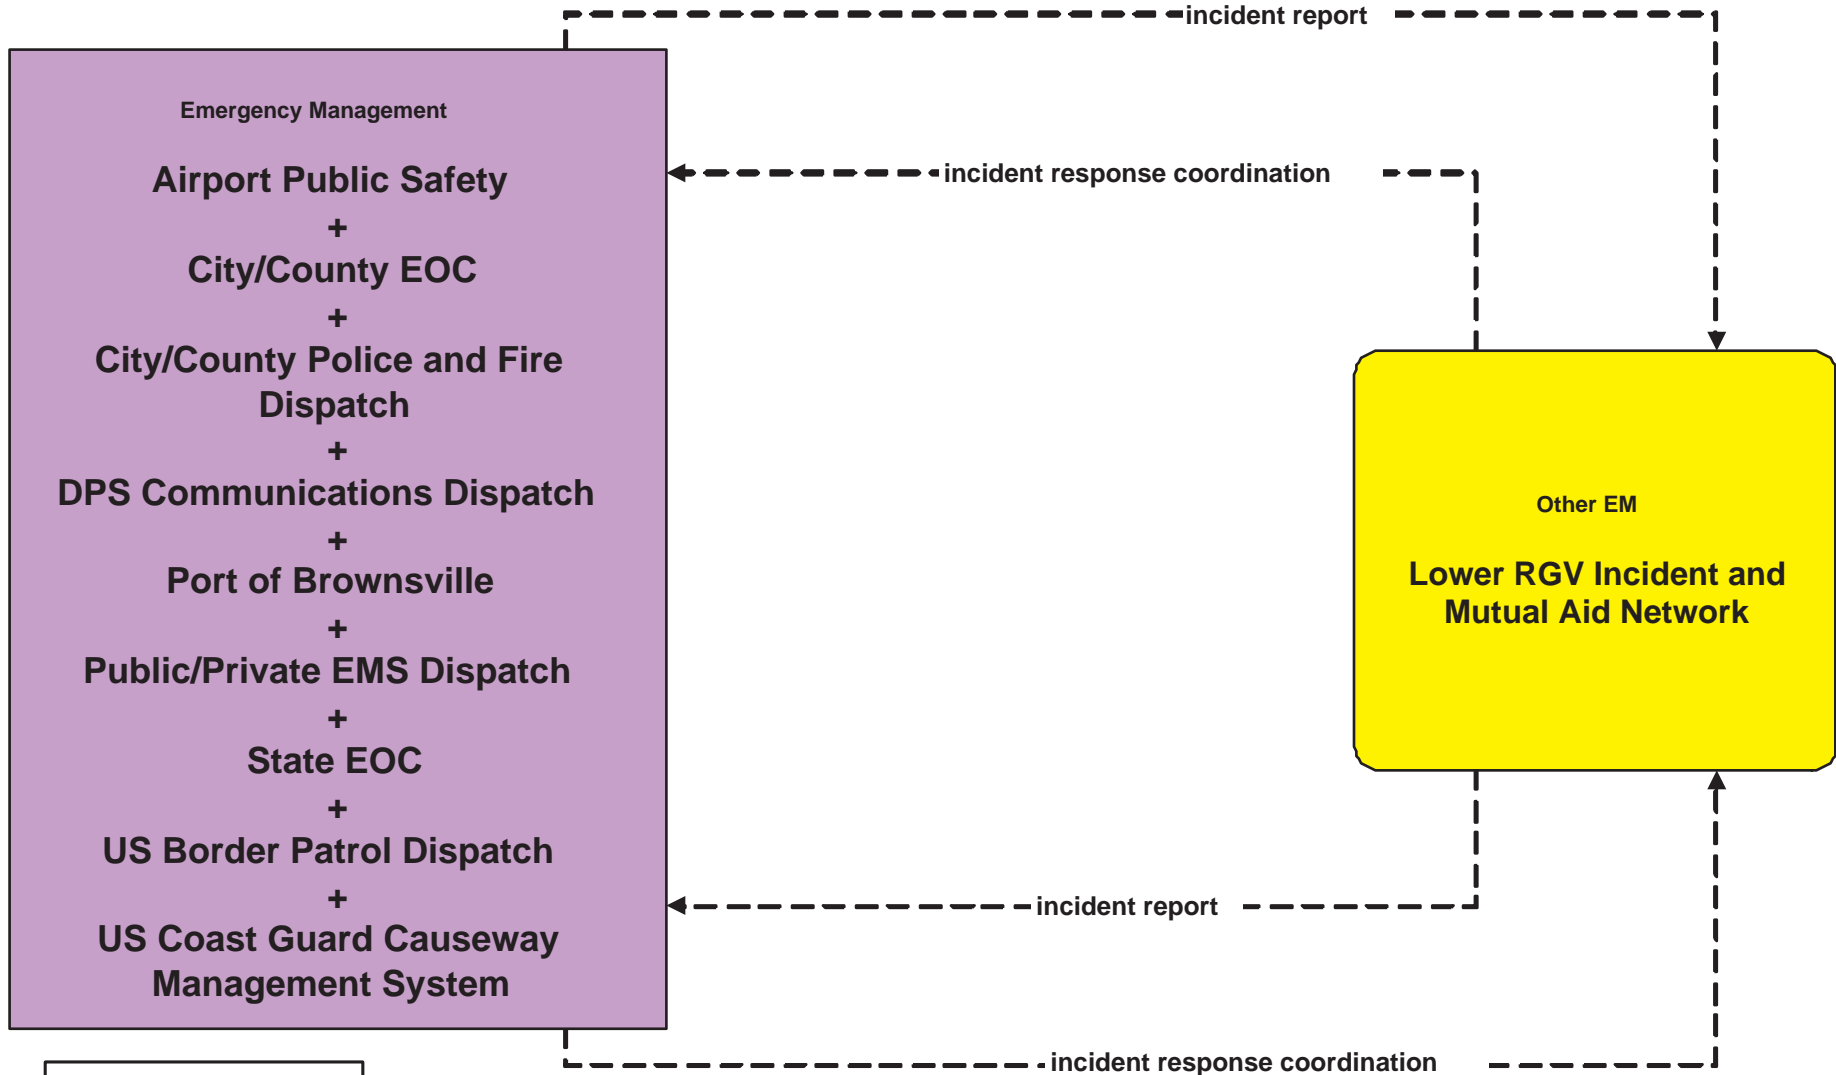 incident report
Emergency Management
Airport Public Safety
+
City/County EOC
+
City/County Police and Fire
Dispatch
+
DPS Communications Dispatch
+
Port of Brownsville
+
Public/Private EMS Dispatch
+
State EOC
+
US Border Patrol Dispatch
+
US Coast Guard Causeway
Management System
incident response coordination
Other EM
Lower RGV Incident and
Mutual Aid Network
incident report
incident response coordination